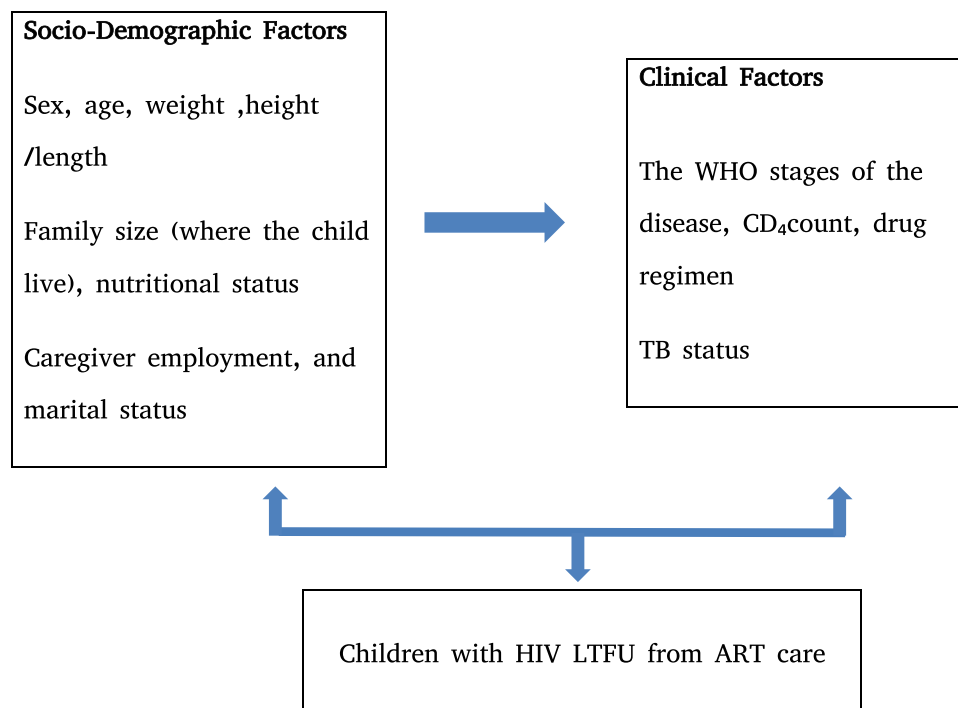 Socio-Demographic Factors
Sex, age, weight ,height
/length
Family size (where the child
live), nutritional status
Caregiver employment, and
marital status
Clinical Factors
The WHO stages of the
disease, CD₄count, drug
regimen
TB status
Children with HIV LTFU from ART care